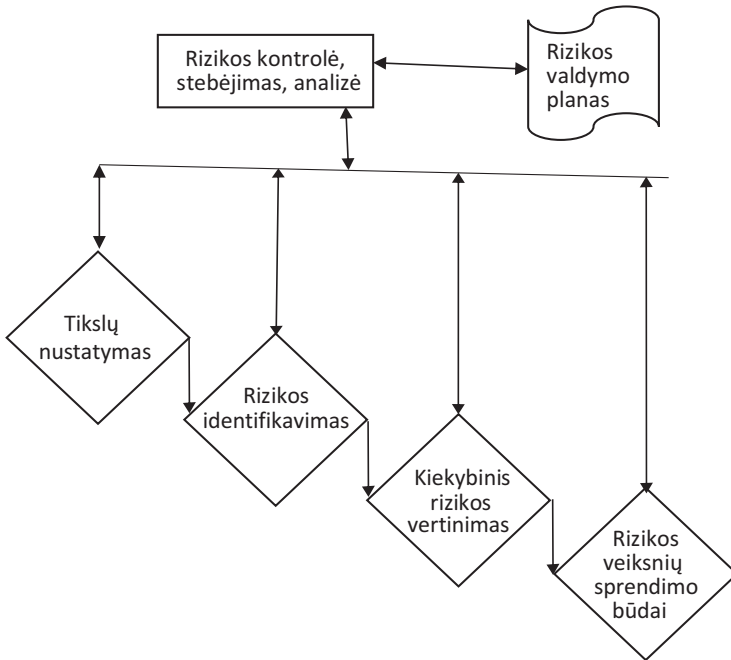 Rizikos kontrolė,
stebėjimas, analizė
Rizikos
valdymo
planas
Tikslų
nustatymas
Rizikos
identifikavimas
Kiekybinis
rizikos
vertinimas
Rizikos
veiksnių
sprendimo
būdai